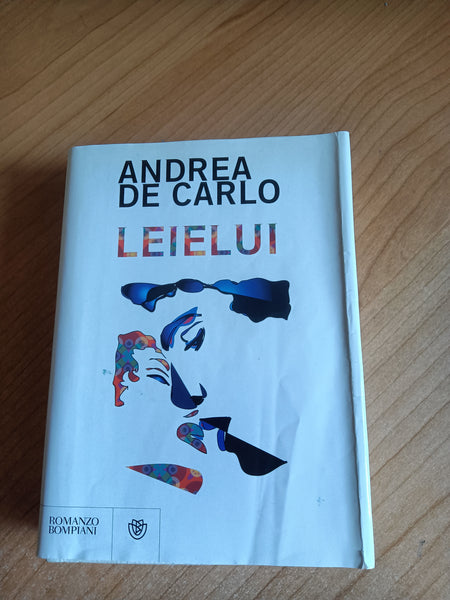 ANDREA
DE CARLO
LEIELUI
ROMANZO
BOMPIANI